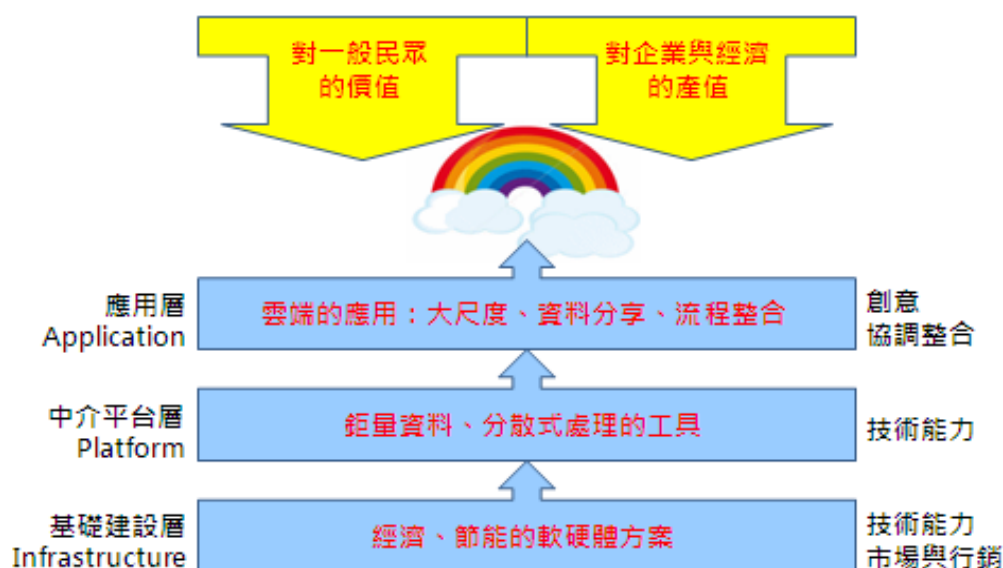 對一般民眾
的價值
對企業與經濟
的產值
應用層
Application
雲端的應用：大尺度、資料分享、流程整合
創意
協調整合
中介平台層
Platform
鉅量資料、分散式處理的工具
技術能力
基礎建設層
Infrastructure
經濟、節能的軟硬體方案
技術能力
市場與行銷